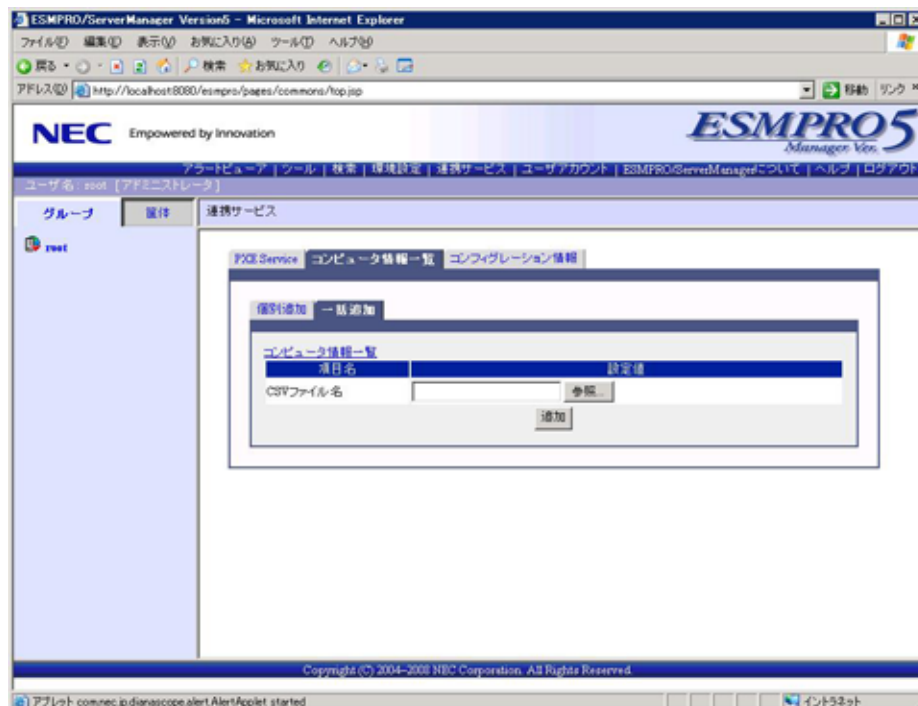 ESMPRO/ServerManager Version5 - Microsoft Internet Explorer
ファイル(F) 編集(E) 表示(V) お気に入り(A) ツール(T) ヘルプ(H)
戻る 検索 お気に入り
アドレス(D) http://localhost:8080/esmpro/pages/commons/top.jsp 移動 リンク
NEC Empowered by Innovation ESMPRO5
Manager Ver.
アラートビューア | ツール | 検索 | 環境設定 | 連携サービス | ユーザアカウント | ESMPRO/ServerManagerについて | ヘルプ | ログアウト
ユーザ名 : root [アドミニストレータ]
グループ 筐体 連携サービス
root
PXE Service コンピュータ情報一覧 コンフィグレーション情報
個別追加 一括追加
コンピュータ情報一覧
項目名 設定値
CSVファイル名 参照...
追加
Copyright (C) 2004-2008 NEC Corporation. All Rights Reserved.
アプレット com.nec.jp.dianascope.alert.AlertApplet started イントラネット